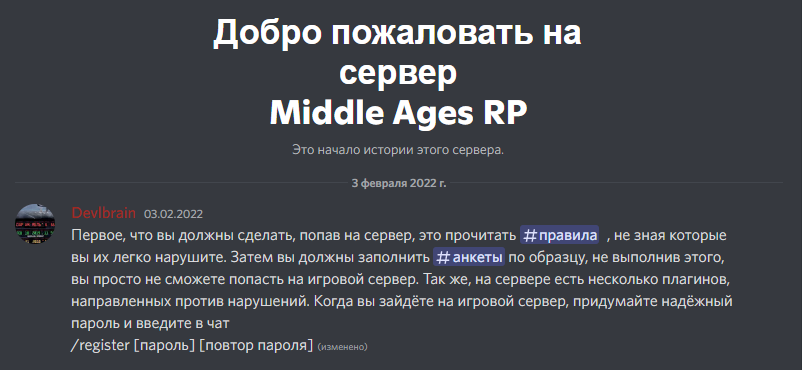 Добро пожаловать на
сервер
Middle Ages RP
Это начало истории этого сервера.
3 февраля 2022 г.
Devlbrain 03.02.2022
Первое, что вы должны сделать, попав на сервер, это прочитать #правила , не зная которые
вы их легко нарушите. Затем вы должны заполнить #анкеты по образцу, не выполнив этого,
вы просто не сможете попасть на игровой сервер. Так же, на сервере есть несколько плагинов,
направленных против нарушений. Когда вы зайдёте на игровой сервер, придумайте надёжный
пароль и введите в чат
/register [пароль] [повтор пароля] (изменено)